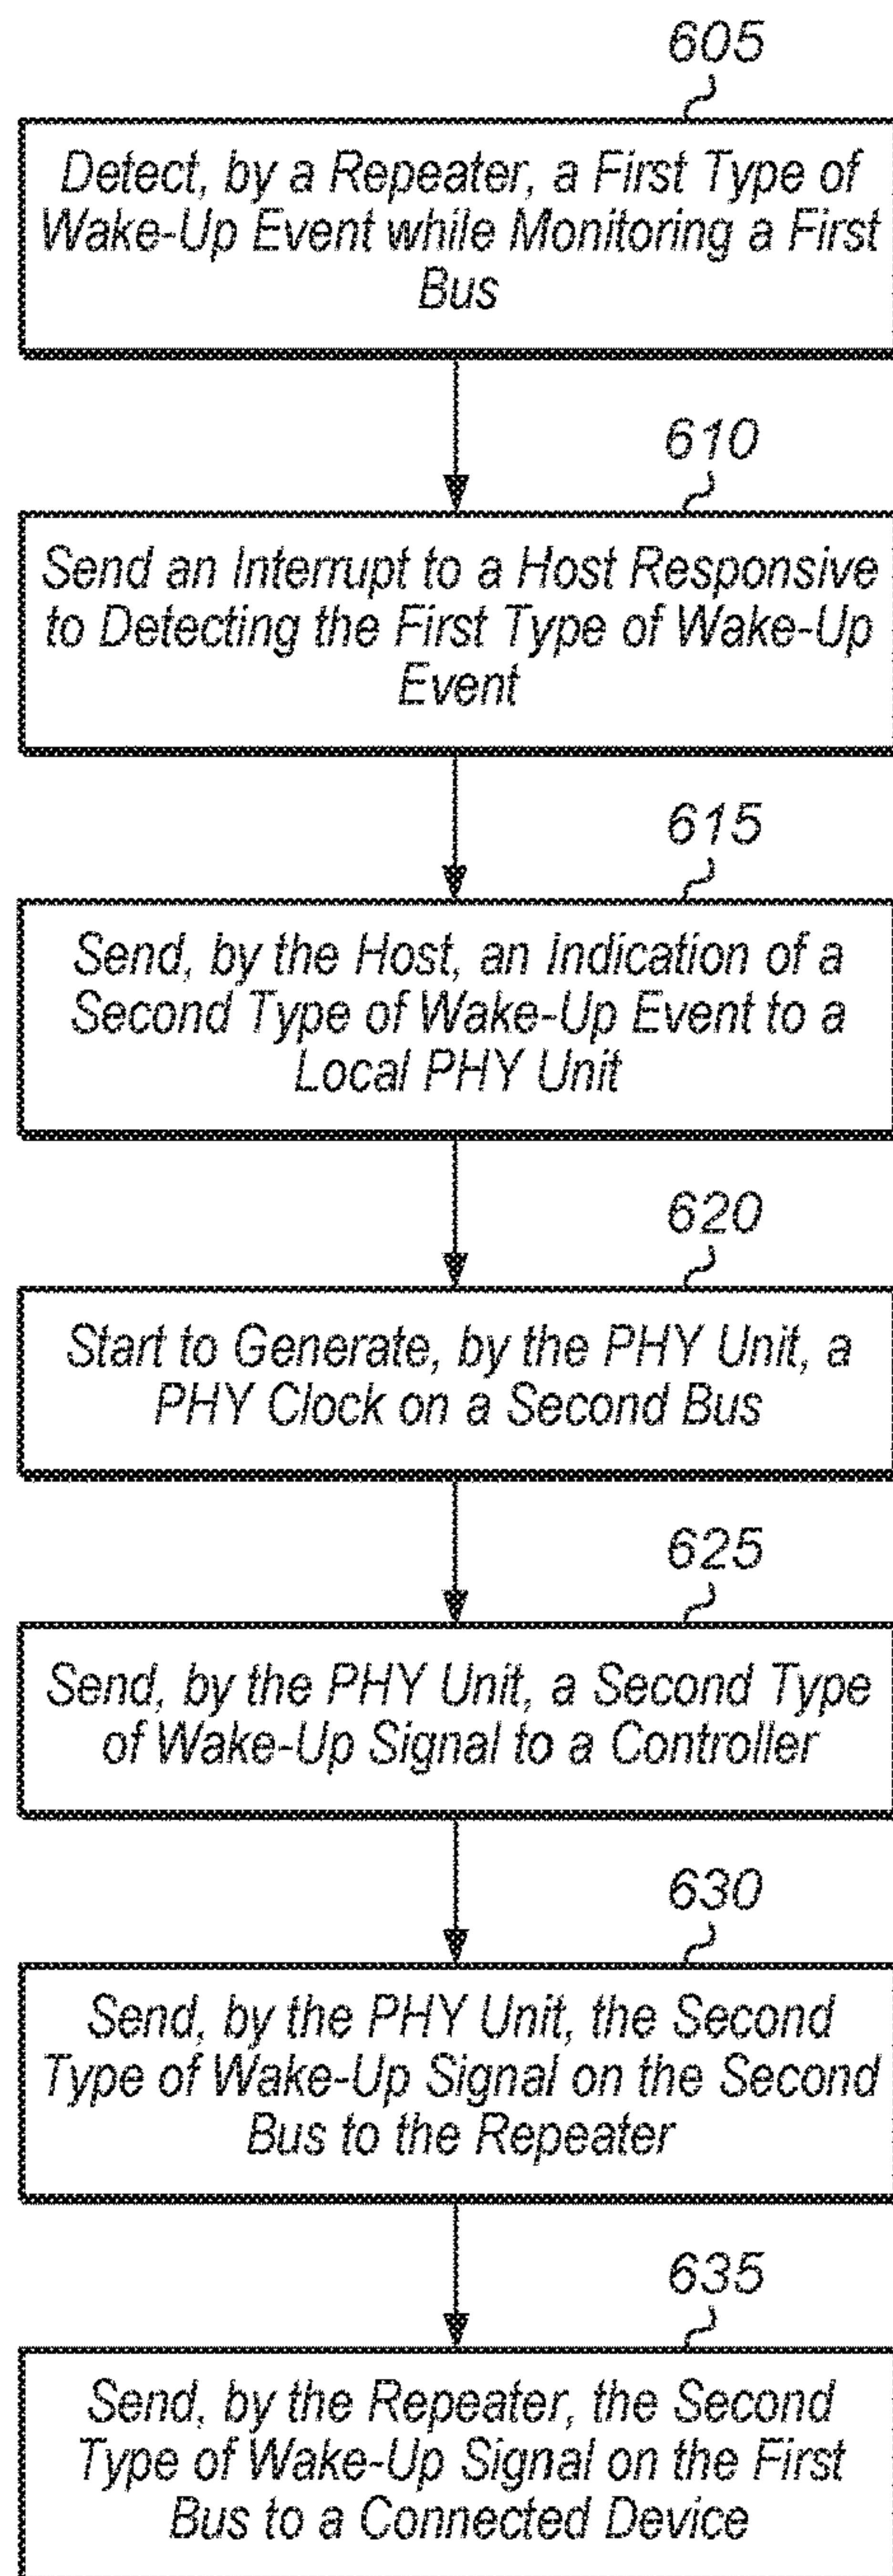 605
Detect, by a Repeater, a First Type of
Wake-Up Event while Monitoring a First
Bus
610
Send an Interrupt to a Host Responsive
to Detecting the First Type of Wake-Up
Event
615
Send, by the Host, an Indication of a
Second Type of Wake-Up Event to a
Local PHY Unit
620
Start to Generate, by the PHY Unit, a
PHY Clock on a Second Bus
625
Send, by the PHY Unit, a Second Type
of Wake-Up Signal to a Controller
630
Send, by the PHY Unit, the Second
Type of Wake-Up Signal on the Second
Bus to the Repeater
635
Send, by the Repeater, the Second
Type of Wake-Up Signal on the First
Bus to a Connected Device